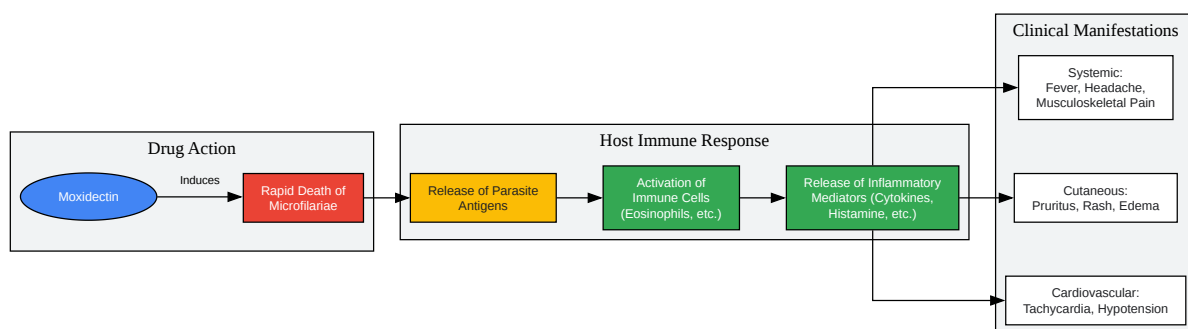 Clinical Manifestations
Systemic:
Fever, Headache,
Musculoskeletal Pain
Drug Action
Host Immune Response
Moxidectin
Induces
Rapid Death of
Microfilariae
Release of Parasite
Antigens
Activation of
Immune Cells
(Eosinophils, etc.)
Release of Inflammatory
Mediators (Cytokines,
Histamine, etc.)
Cutaneous:
Pruritus, Rash, Edema
Cardiovascular:
Tachycardia, Hypotension